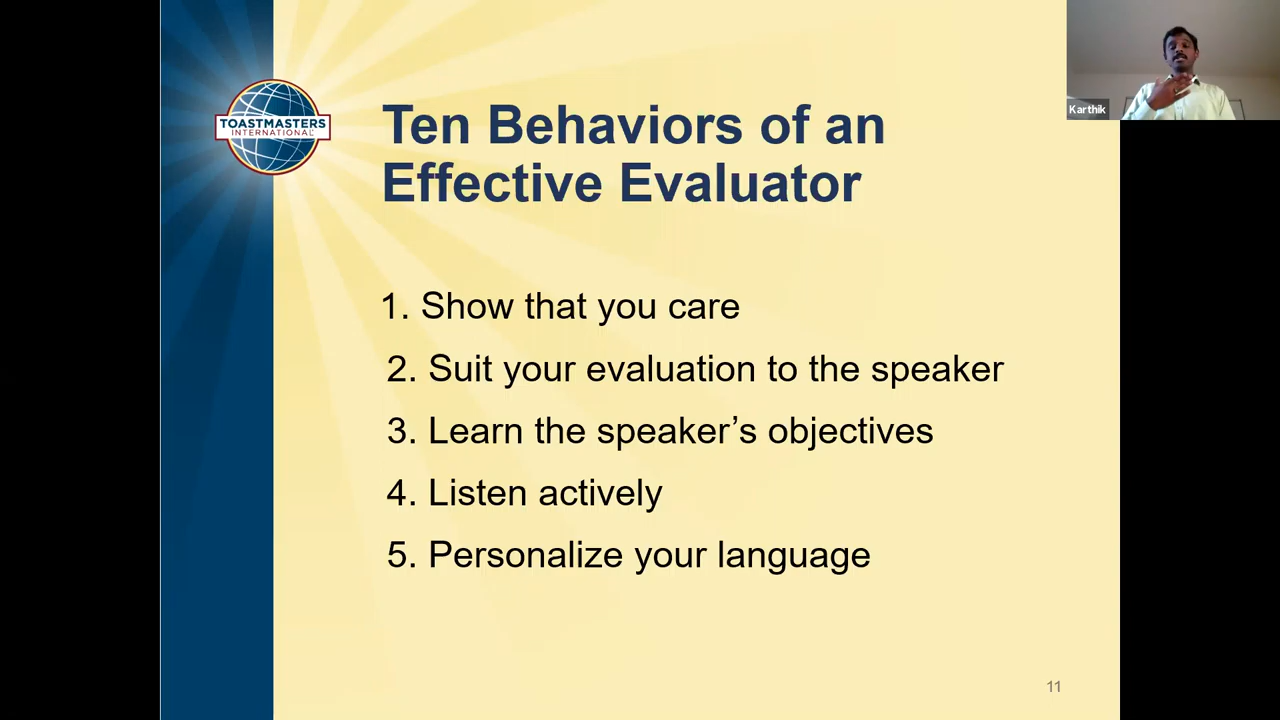 TOASTMASTERS
INTERNATIONAL
Karthik
Ten Behaviors of an
Effective Evaluator
1. Show that you care
2. Suit your evaluation to the speaker
3. Learn the speaker’s objectives
4. Listen actively
5. Personalize your language
11